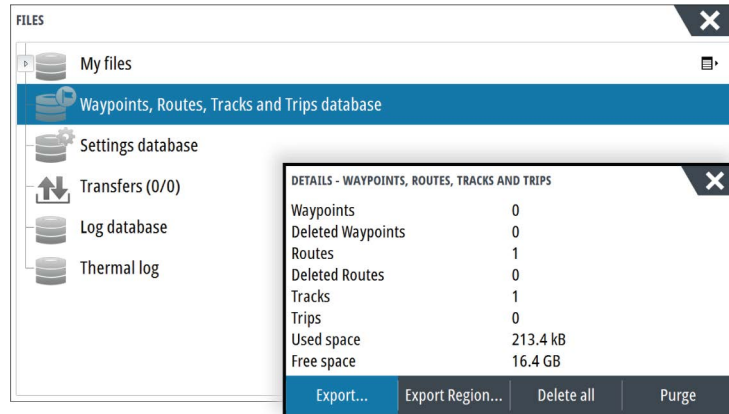 FILES
My files
Waypoints, Routes, Tracks and Trips database
Settings database
Transfers (0/0)
Log database
Thermal log
DETAILS - WAYPOINTS, ROUTES, TRACKS AND TRIPS
Waypoints 0
Deleted Waypoints 0
Routes 1
Deleted Routes 0
Tracks 1
Trips 0
Used space 213.4 kB
Free space 16.4 GB
Export... Export Region... Delete all Purge